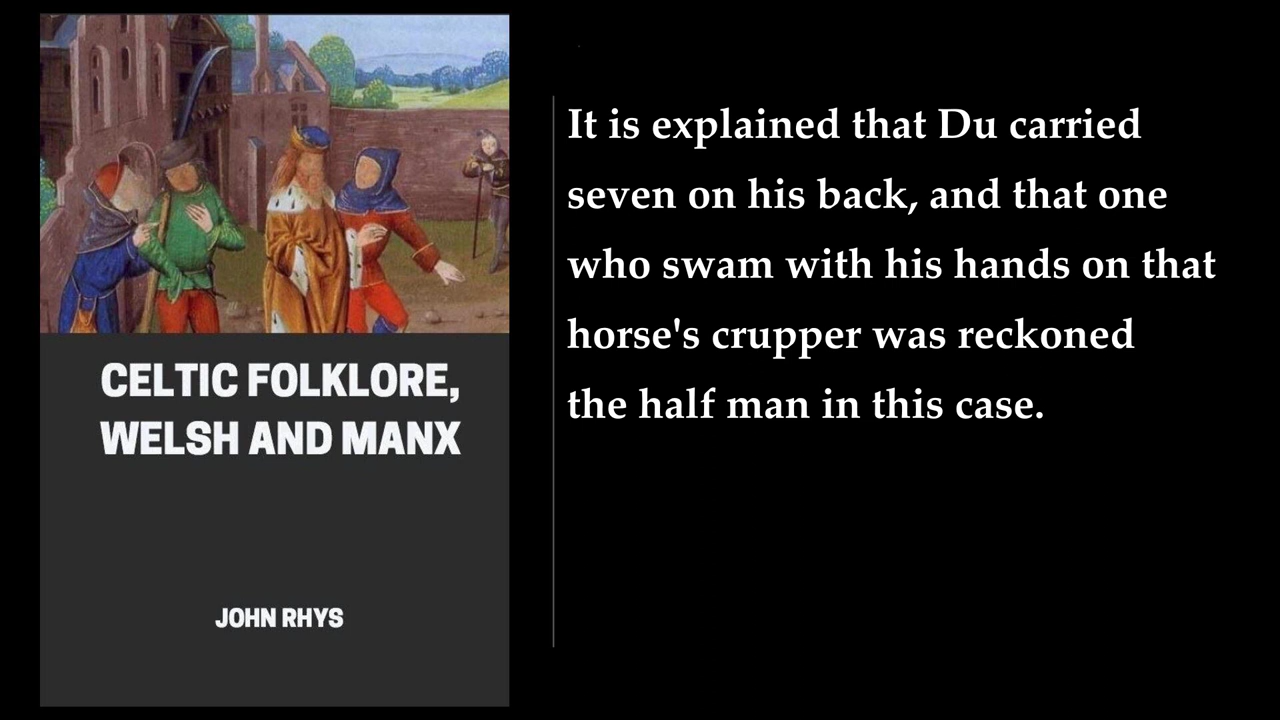 CELTIC FOLKLORE,
WELSH AND MANX
JOHN RHYS
It is explained that Du carried
seven on his back, and that one
who swam with his hands on that
horse's crupper was reckoned
the half man in this case.